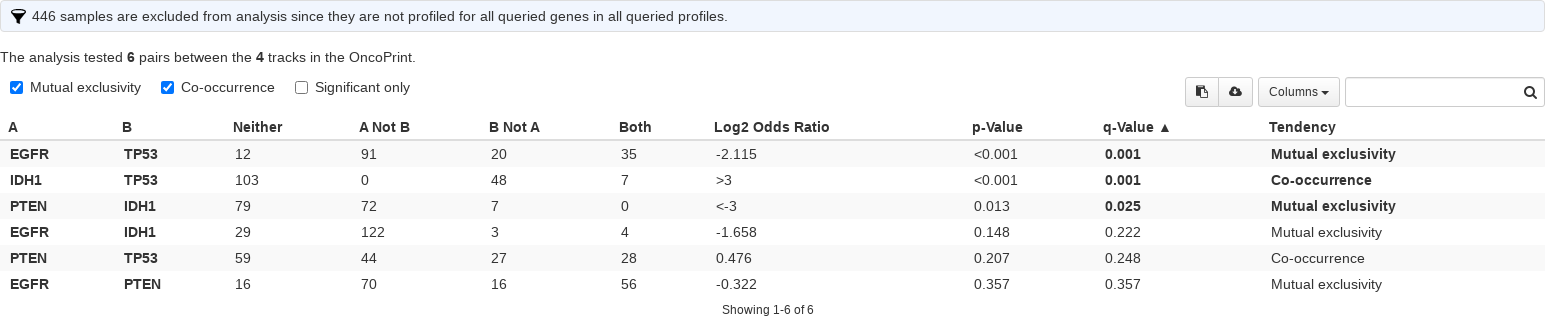 446 samples are excluded from analysis since they are not profiled for all queried genes in all queried profiles.
The analysis tested 6 pairs between the 4 tracks in the OncoPrint.
Mutual exclusivity Co-occurrence Significant only Columns
A B Neither A Not B B Not A Both Log2 Odds Ratio p-Value q-Value ▲ Tendency
EGFR TP53 12 91 20 35 -2.115 <0.001 0.001 Mutual exclusivity
IDH1 TP53 103 0 48 7 >3 <0.001 0.001 Co-occurrence
PTEN IDH1 79 72 7 0 <-3 0.013 0.025 Mutual exclusivity
EGFR IDH1 29 122 3 4 -1.658 0.148 0.222 Mutual exclusivity
PTEN TP53 59 44 27 28 0.476 0.207 0.248 Co-occurrence
EGFR PTEN 16 70 16 56 -0.322 0.357 0.357 Mutual exclusivity
Showing 1-6 of 6